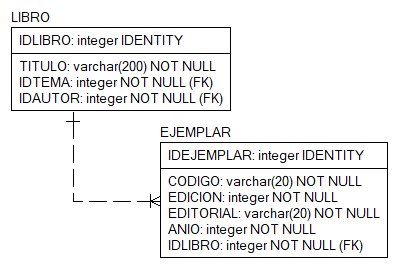 LIBRO
IDLIBRO: integer IDENTITY
TITULO: varchar(200) NOT NULL
IDTEMA: integer NOT NULL (FK)
IDAUTOR: integer NOT NULL (FK)
EJEMPLAR
IDEJEMPLAR: integer IDENTITY
CODIGO: varchar(20) NOT NULL
EDICION: integer NOT NULL
EDITORIAL: varchar(20) NOT NULL
ANIO: integer NOT NULL
IDLIBRO: integer NOT NULL (FK)